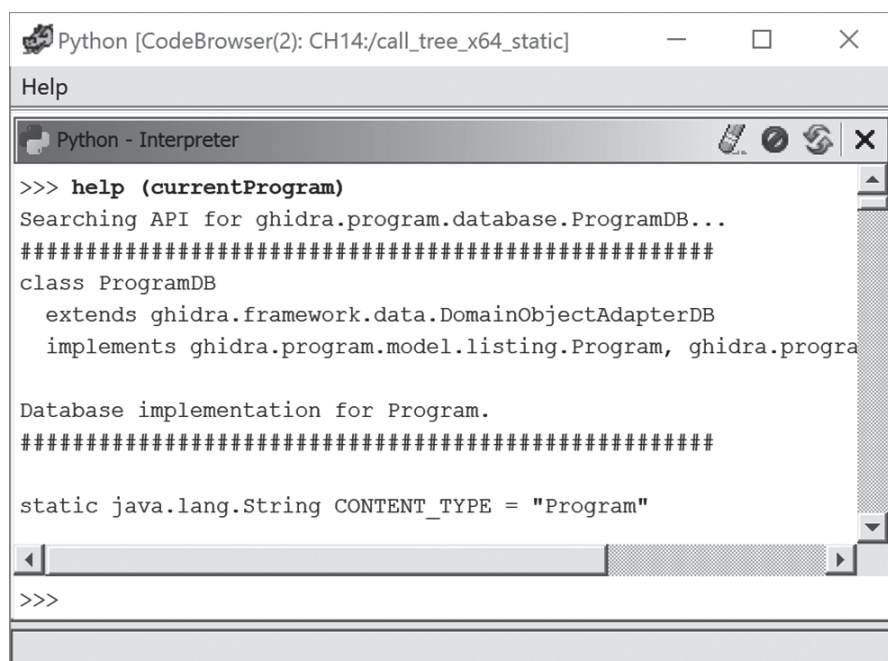 Python [CodeBrowser(2): CH14:/call_tree_x64_static]
Help
Python - Interpreter
>>> help (currentProgram)
Searching API for ghidra.program.database.ProgramDB...
#####################################################
class ProgramDB
  extends ghidra.framework.data.DomainObjectAdapterDB
  implements ghidra.program.model.listing.Program, ghidra.progra
Database implementation for Program.
#####################################################
static java.lang.String CONTENT_TYPE = "Program"
>>>